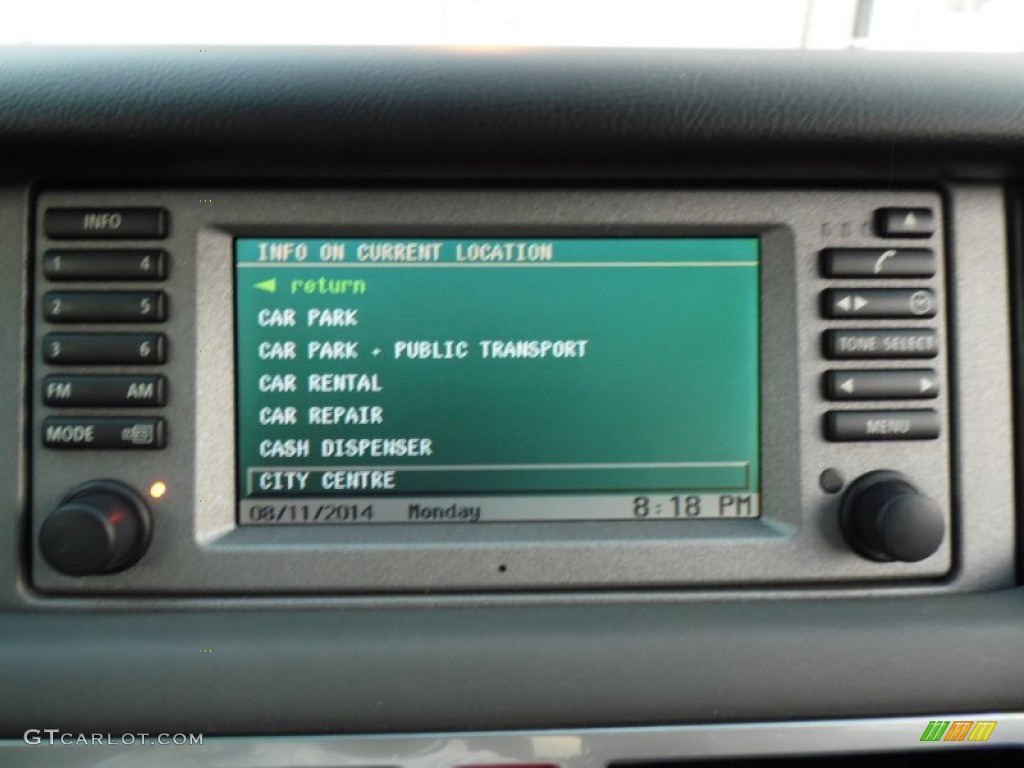 INFO
1 4
2 5
3 6
FM AM
MODE
INFO ON CURRENT LOCATION
return
CAR PARK
CAR PARK + PUBLIC TRANSPORT
CAR RENTAL
CAR REPAIR
CASH DISPENSER
CITY CENTRE
08/11/2014 Monday 8:18 PM
TONE SELECT
MENU
GTCARLOT.COM